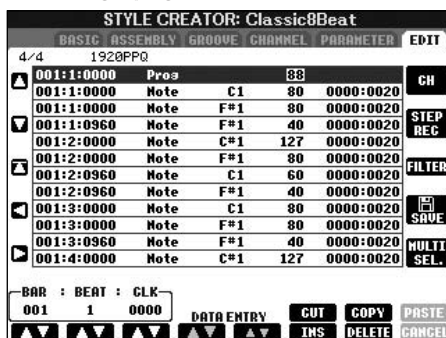 STYLE CREATOR: Classic8Beat
BASIC ASSEMBLY GROOVE CHANNEL PARAMETER EDIT
4/4 1920PPQ
001:1:0000 Prog 88
001:1:0000 Note C1 80 0000:0020
001:1:0000 Note F#1 80 0000:0020
001:1:0960 Note F#1 40 0000:0020
001:2:0000 Note C#1 127 0000:0020
001:2:0000 Note F#1 80 0000:0020
001:2:0960 Note C1 60 0000:0020
001:2:0960 Note F#1 40 0000:0020
001:3:0000 Note C1 80 0000:0020
001:3:0000 Note F#1 80 0000:0020
001:3:0960 Note F#1 40 0000:0020
001:4:0000 Note C#1 127 0000:0020
CH
STEP
REC
FILTER
SAVE
MULTI
SEL.
BAR : BEAT : CLK
001 1 0000
DATA ENTRY
CUT COPY PASTE
INS DELETE CANCEL